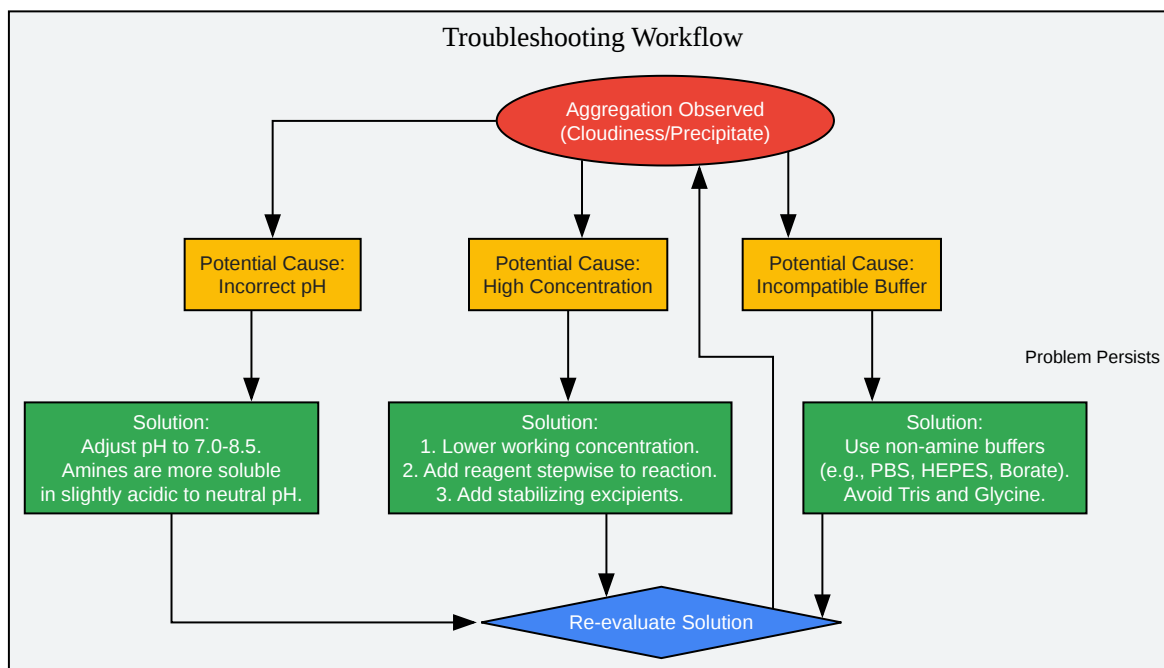 Troubleshooting Workflow
Aggregation Observed
(Cloudiness/Precipitate)
Potential Cause:
Incorrect pH
Potential Cause:
High Concentration
Potential Cause:
Incompatible Buffer
Problem Persists
Solution:
Adjust pH to 7.0-8.5.
Amines are more soluble
in slightly acidic to neutral pH.
Solution:
1. Lower working concentration.
2. Add reagent stepwise to reaction.
3. Add stabilizing excipients.
Solution:
Use non-amine buffers
(e.g., PBS, HEPES, Borate).
Avoid Tris and Glycine.
Re-evaluate Solution